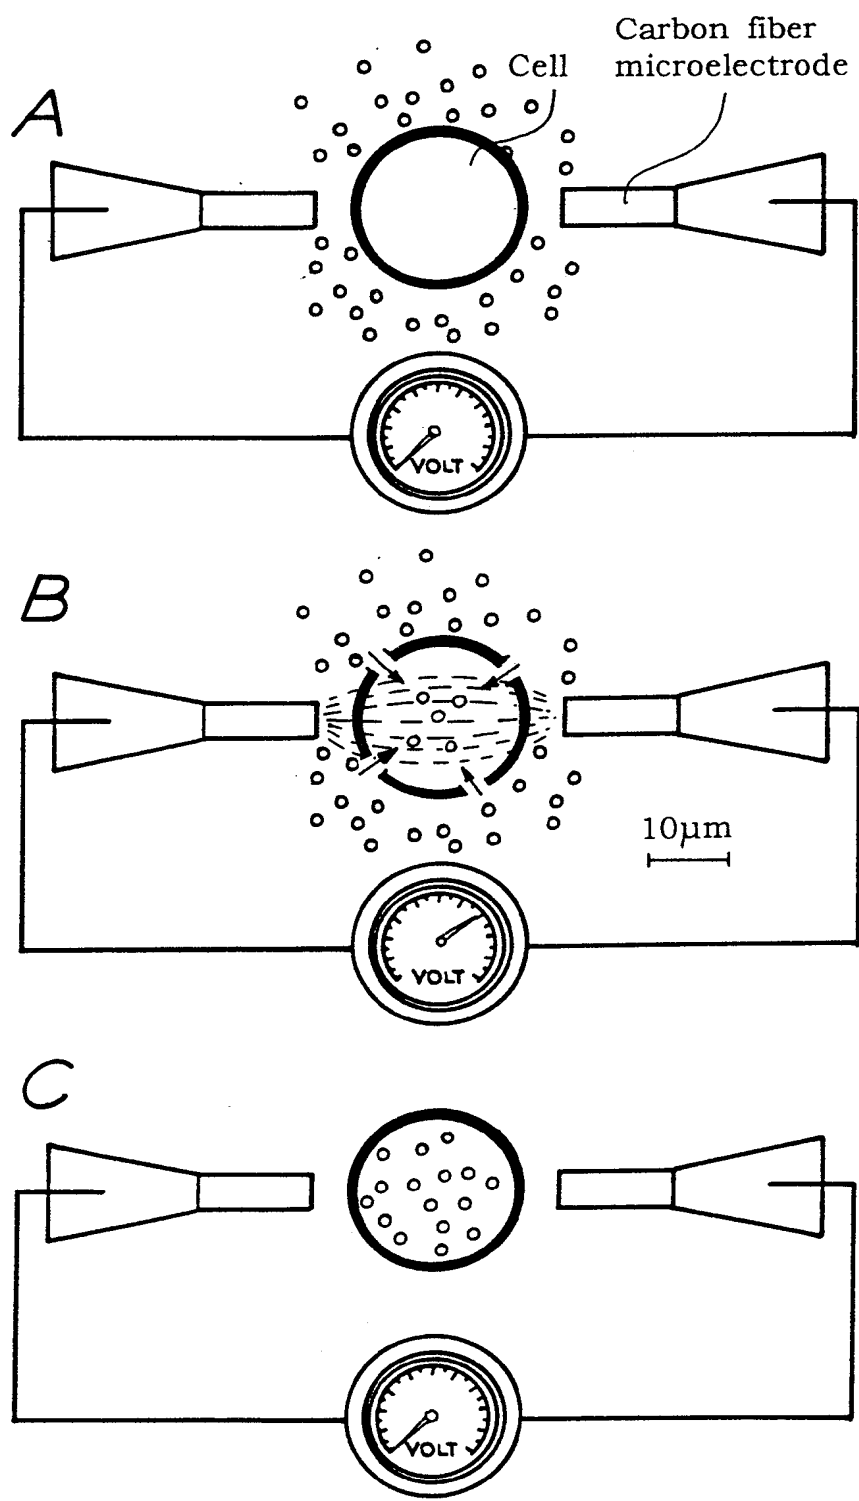 Carbon fiber
microelectrode
Cell
A
VOLT
B
10µm
VOLT
C
VOLT